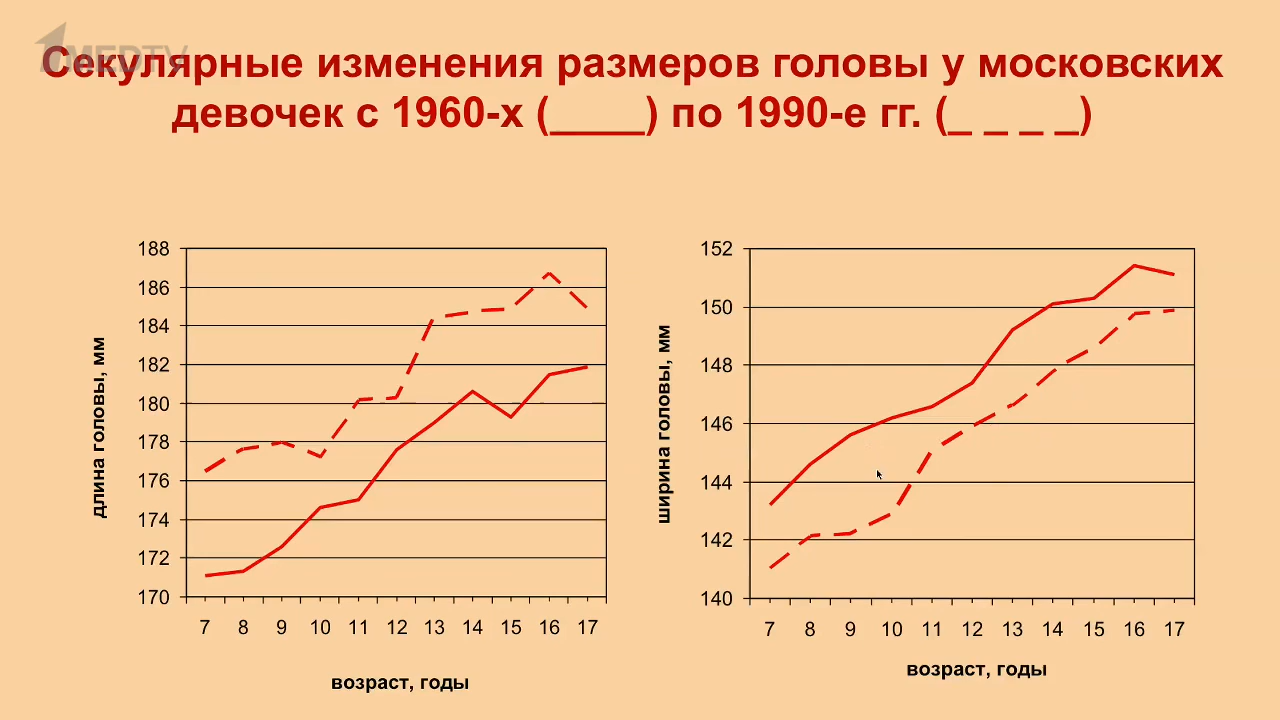 1MEDTV
Секулярные изменения размеров головы у московских
девочек с 1960-х (____) по 1990-е гг. (_ _ _ _)
длина головы, мм
188
186
184
182
180
178
176
174
172
170
7 8 9 10 11 12 13 14 15 16 17
возраст, годы
ширина головы, мм
152
150
148
146
144
142
140
7 8 9 10 11 12 13 14 15 16 17
возраст, годы